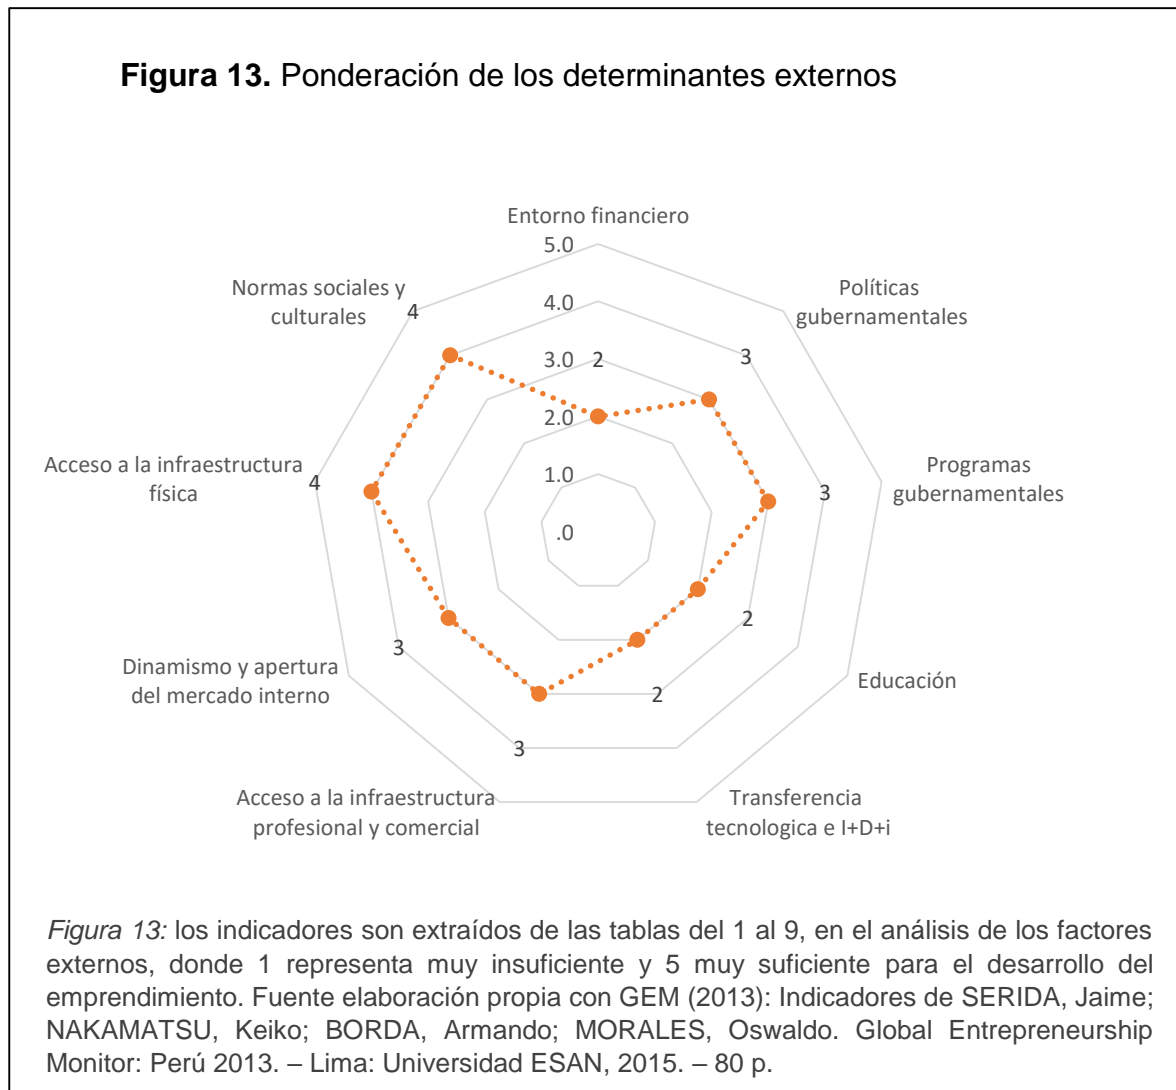 Figura 13. Ponderación de los determinantes externos
Entorno financiero
5.0
Normas sociales y
culturales
4
Políticas
gubernamentales
4.0
3
3.0
2
2.0
Acceso a la infraestructura
física
4
Programas
gubernamentales
3
1.0
.0
2
Dinamismo y apertura
del mercado interno
3
Educación
2
3
Acceso a la infraestructura
profesional y comercial
Transferencia
tecnologica e I+D+i
Figura 13: los indicadores son extraídos de las tablas del 1 al 9, en el análisis de los factores
externos, donde 1 representa muy insuficiente y 5 muy suficiente para el desarrollo del
emprendimiento. Fuente elaboración propia con GEM (2013): Indicadores de SERIDA, Jaime;
NAKAMATSU, Keiko; BORDA, Armando; MORALES, Oswaldo. Global Entrepreneurship
Monitor: Perú 2013. – Lima: Universidad ESAN, 2015. – 80 p.